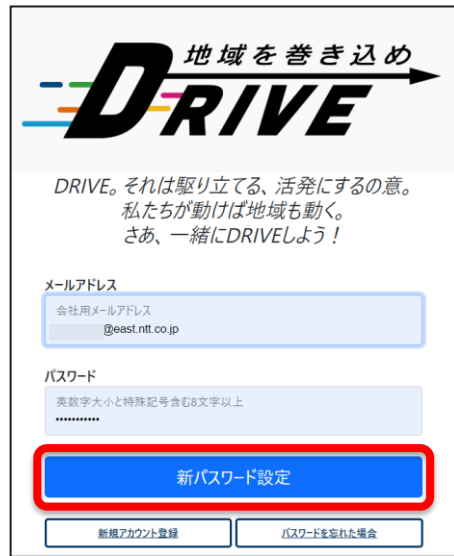 地域を巻き込め
DRIVE
DRIVE。それは駆り立てる、活発にするの意。
私たちが動けば地域も動く。
さあ、一緒にDRIVEしよう！
メールアドレス
会社用メールアドレス
@east.ntt.co.jp
パスワード
英数字大小と特殊記号含む8文字以上
•••••••••••
新パスワード設定
新規アカウント登録
パスワードを忘れた場合